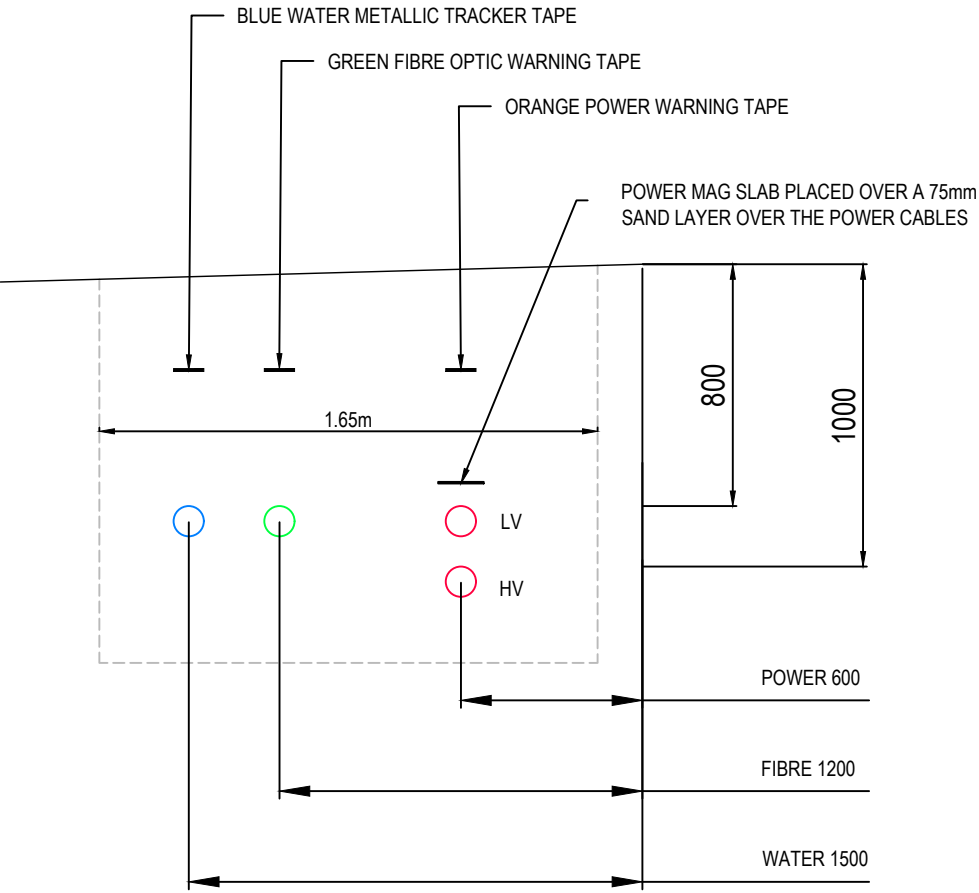 BLUE WATER METALLIC TRACKER TAPE
GREEN FIBRE OPTIC WARNING TAPE
ORANGE POWER WARNING TAPE
POWER MAG SLAB PLACED OVER A 75mm
SAND LAYER OVER THE POWER CABLES
800
1000
1.65m
LV
HV
POWER 600
FIBRE 1200
WATER 1500